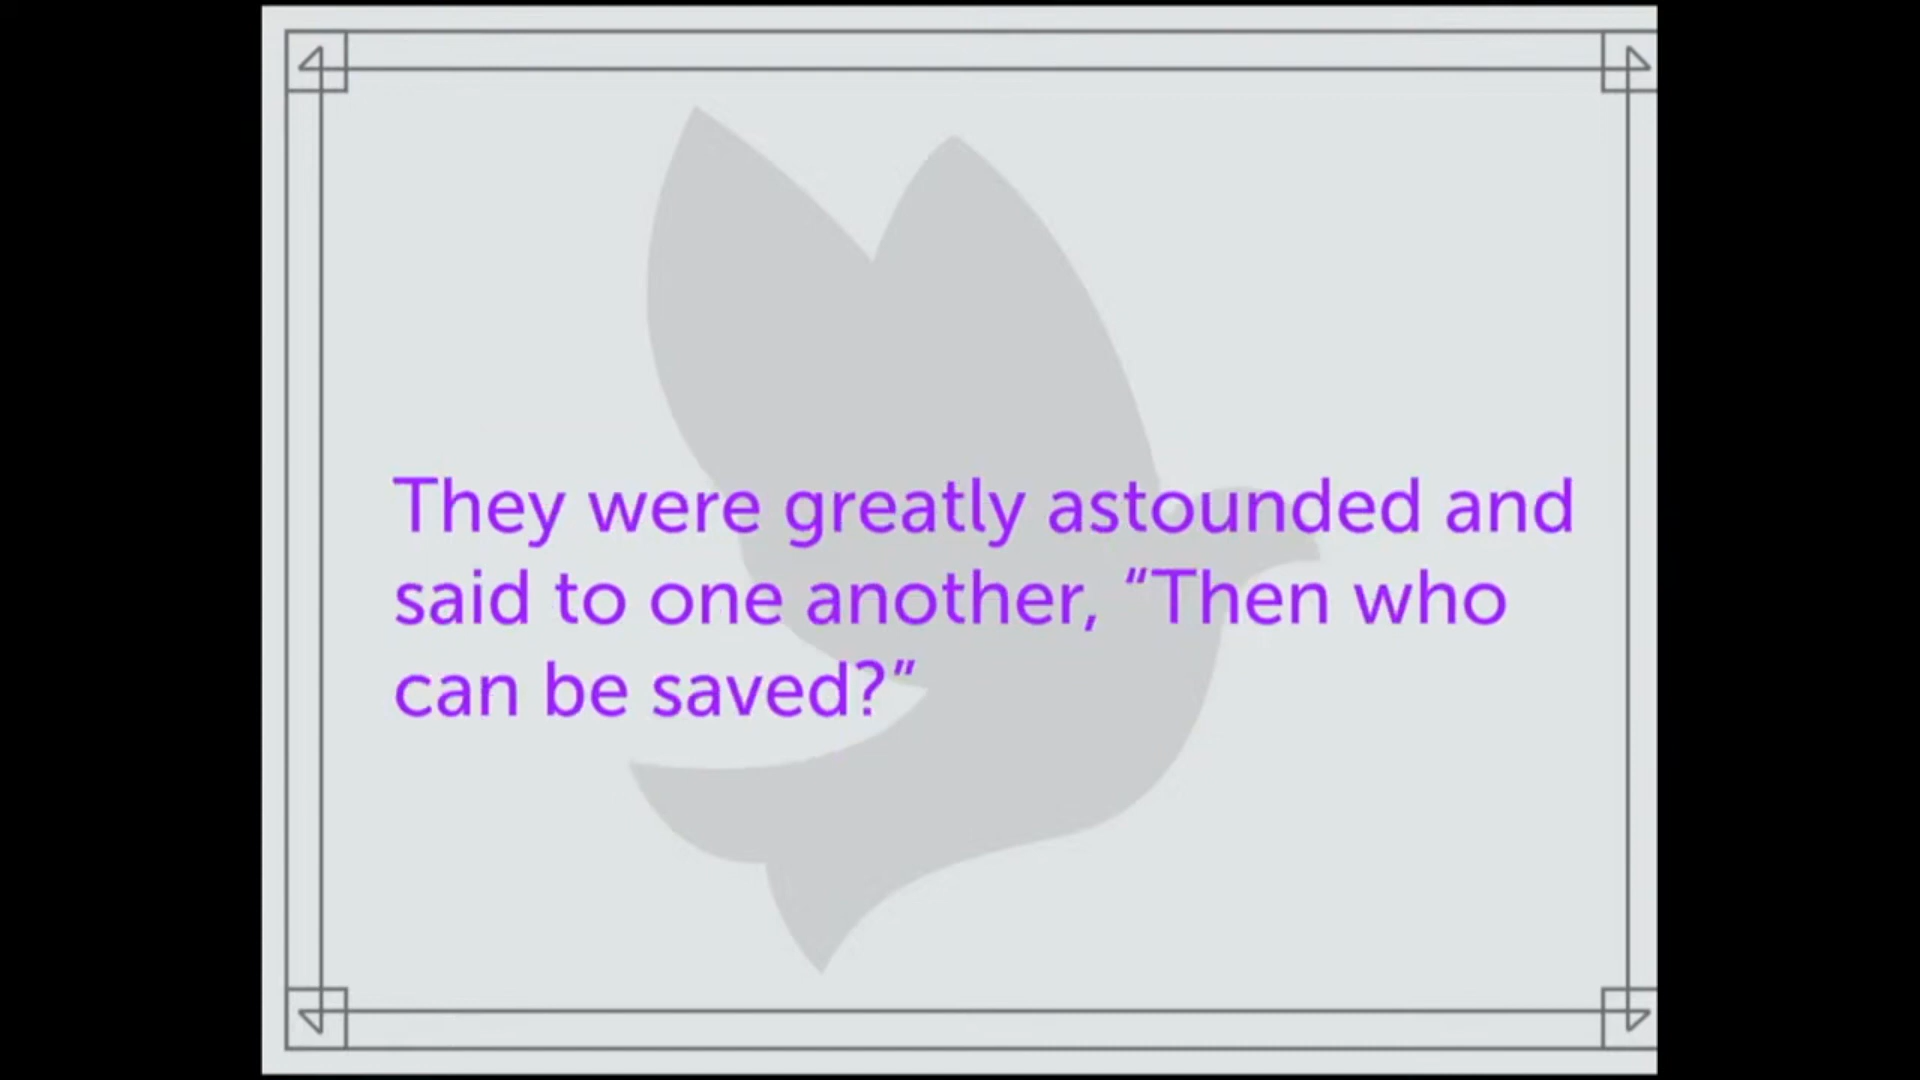 They were greatly astounded and
said to one another, “Then who
can be saved?”